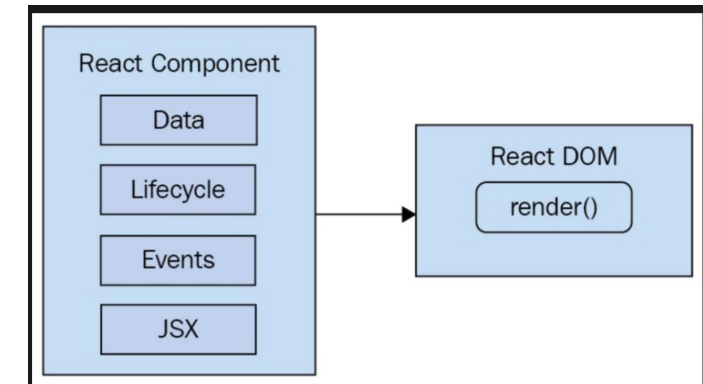 React Component
Data
Lifecycle
Events
JSX
React DOM
render()